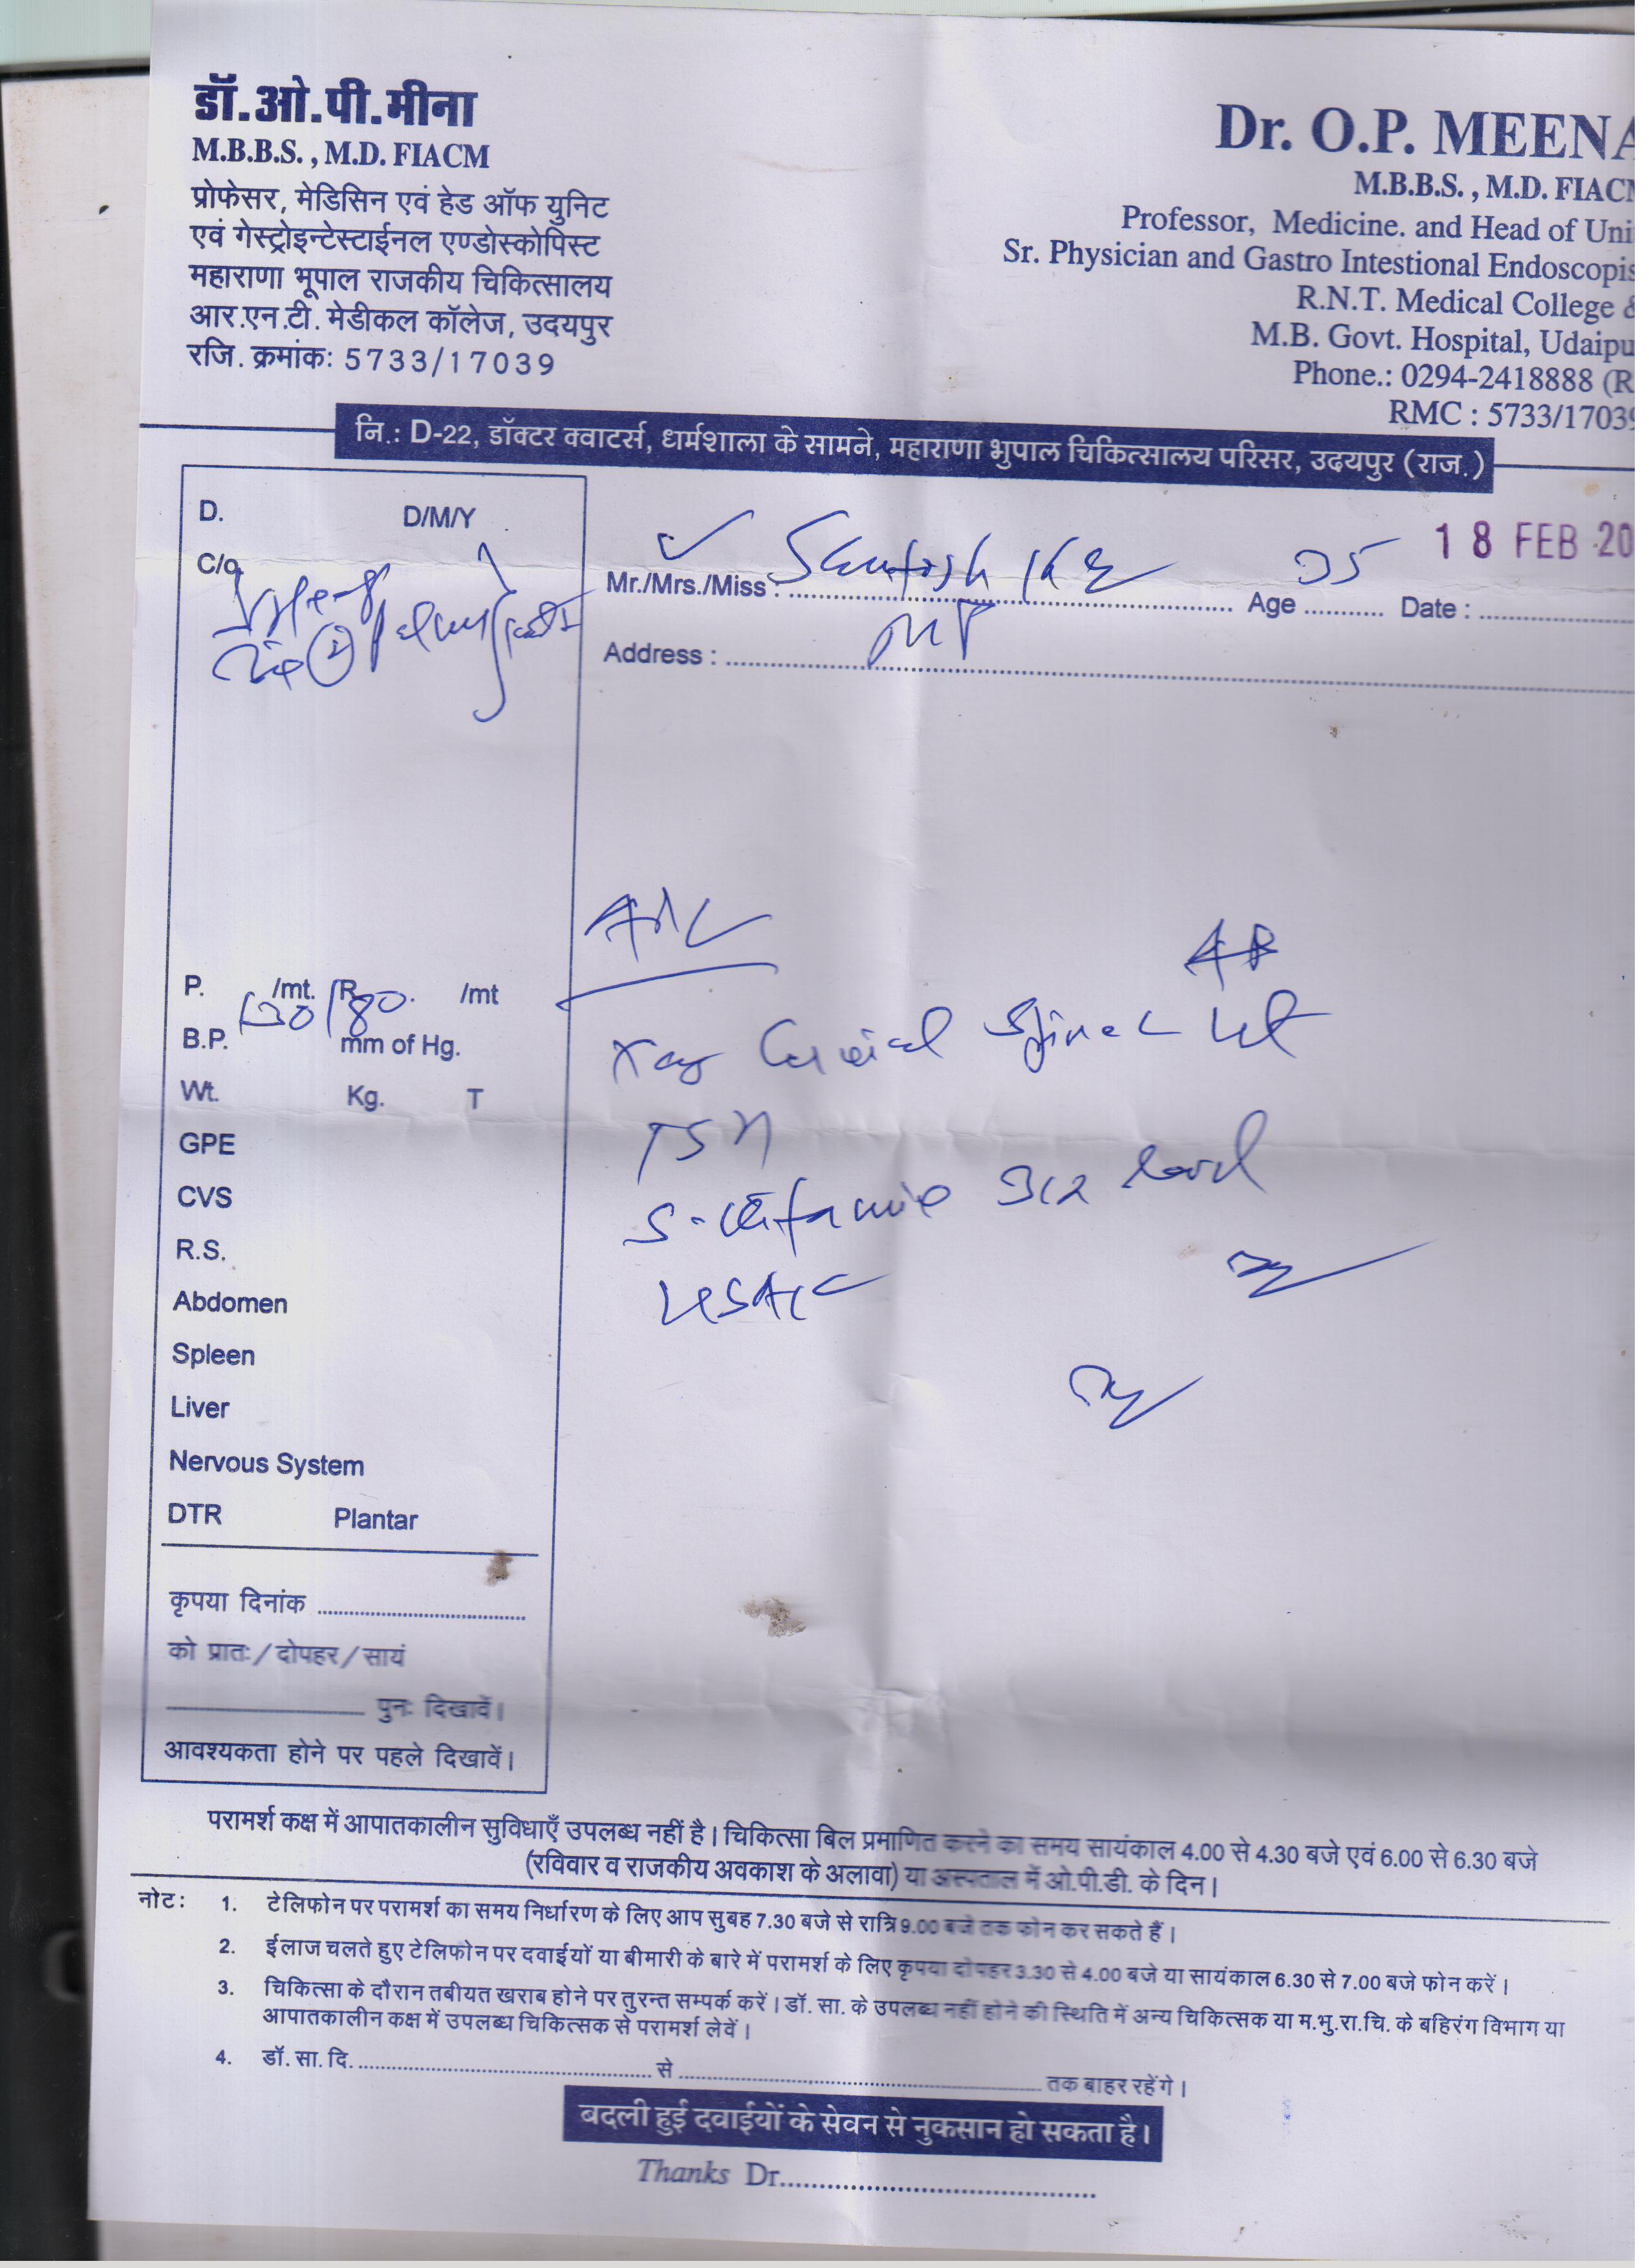 डॉ.ओ.पी.मीना
M.B.B.S. , M.D. FIACM
प्रोफेसर, मेडिसिन एवं हेड ऑफ युनिट
एवं गेस्ट्रोइन्टेस्टाईनल एण्डोस्कोपिस्ट
महाराणा भूपाल राजकीय चिकित्सालय
आर.एन.टी. मेडीकल कॉलेज, उदयपुर
रजि. क्रमांक: 5733/17039
Dr. O.P. MEENA
M.B.B.S. , M.D. FIACM
Professor, Medicine. and Head of Uni
Sr. Physician and Gastro Intestional Endoscopis
R.N.T. Medical College &
M.B. Govt. Hospital, Udaipu
Phone.: 0294-2418888 (R
RMC : 5733/17039
नि.: D-22, डॉक्टर क्वाटर्स, धार्मशाला के सामने, महाराणा भुपाल चिकित्सालय परिसर, उदयपुर (राज.)
D. D/M/Y
C/o
18 FEB 20
Mr./Mrs./Miss : Santosh Age 35 Date :
Address :
P. /mt. R. /mt
B.P. 130/80 mm of Hg.
Wt. Kg. T
GPE
CVS
R.S.
Abdomen
Spleen
Liver
Nervous System
DTR Plantar
Xray Cervical Spine
TSH
S. Vitamin B12 level
कृपया दिनांक
को प्रातः/दोपहर/सायं
पुनः दिखावें।
आवश्यकता होने पर पहले दिखावें।
परामर्श कक्ष में आपातकालीन सुविधाएँ उपलब्ध नहीं है। चिकित्सा बिल प्रमाणित करने का समय सायंकाल 4.00 से 4.30 बजे एवं 6.00 से 6.30 बजे
(रविवार व राजकीय अवकाश के अलावा) या अस्पताल में ओ.पी.डी. के दिन।
नोट: 1. टेलिफोन पर परामर्श का समय निर्धारण के लिए आप सुबह 7.30 बजे से रात्रि 9.00 बजे तक फोन कर सकते हैं।
2. ईलाज चलते हुए टेलिफोन पर दवाईयों या बीमारी के बारे में परामर्श के लिए कृपया दोपहर 3.30 से 4.00 बजे या सायंकाल 6.30 से 7.00 बजे फोन करें।
3. चिकित्सा के दौरान तबीयत खराब होने पर तुरन्त सम्पर्क करें। डॉ. सा. के उपलब्ध नहीं होने की स्थिति में अन्य चिकित्सक या म.भु.रा.चि. के बहिरंग विभाग या
आपातकालीन कक्ष में उपलब्ध चिकित्सक से परामर्श लेवें।
4. डॉ. सा. दि. से तक बाहर रहेंगे।
बदली हुई दवाईयों के सेवन से नुकसान हो सकता है।
Thanks Dr.